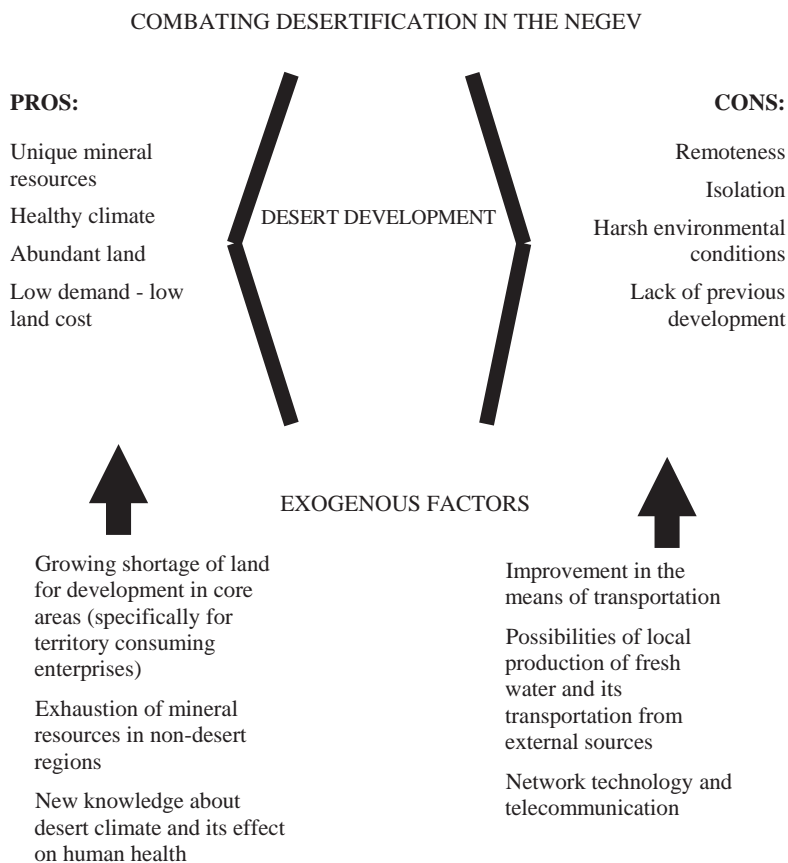 COMBATING DESERTIFICATION IN THE NEGEV
PROS:
Unique mineral
resources
Healthy climate
Abundant land
Low demand - low
land cost
DESERT DEVELOPMENT
CONS:
Remoteness
Isolation
Harsh environmental
conditions
Lack of previous
development
EXOGENOUS FACTORS
Growing shortage of land
for development in core
areas (specifically for
territory consuming
enterprises)
Exhaustion of mineral
resources in non-desert
regions
New knowledge about
desert climate and its effect
on human health
Improvement in the
means of transportation
Possibilities of local
production of fresh
water and its
transportation from
external sources
Network technology and
telecommunication